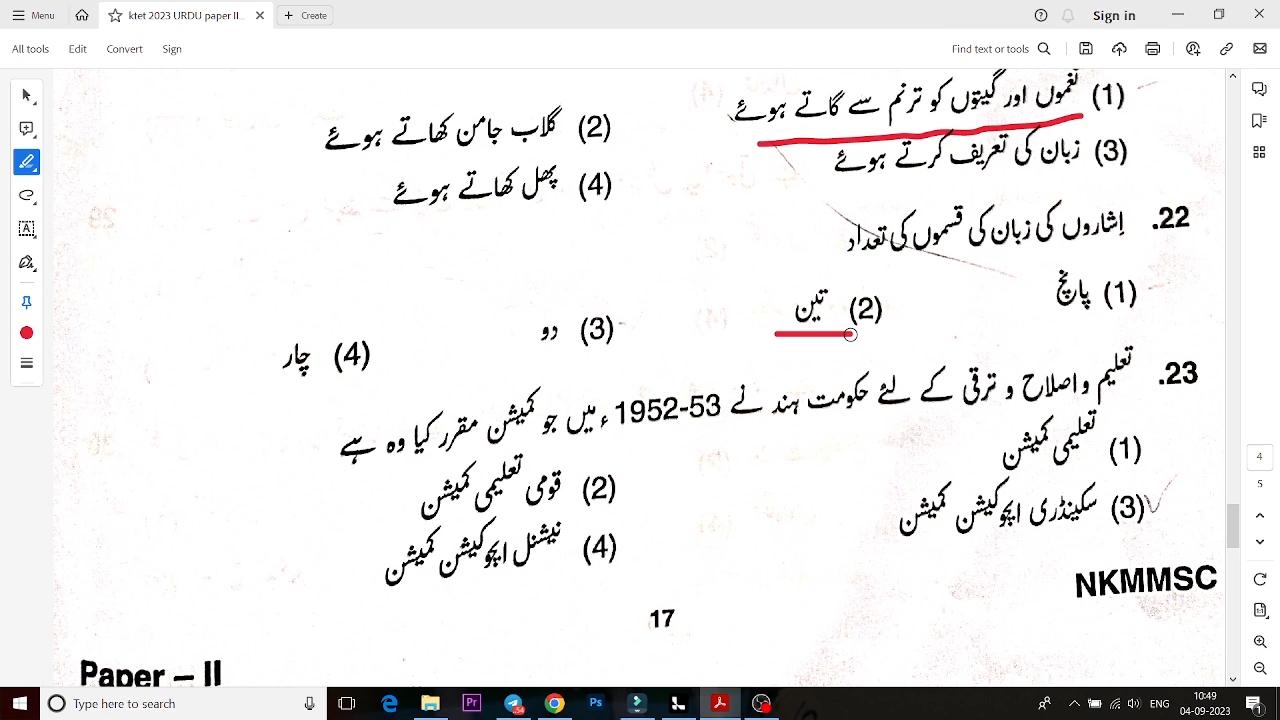 Menu
ktet 2023 URDU paper II...
Create
Sign in
All tools
Edit
Convert
Sign
Find text or tools
(1) نغموں اور گیتوں کو ترنم سے گاتے ہوئے
(2) گلاب جامن کھاتے ہوئے
(3) زبان کی تعریف کرتے ہوئے
(4) پھل کھاتے ہوئے
.22 اِشاروں کی زبان کی قسموں کی تعداد
(1) پانچ
(2) تین
(3) دو
(4) چار
.23 تعلیم و اصلاح و ترقی کے لئے حکومت ہند نے 1952-53ء میں جو کمیشن مقرر کیا وہ ہے
(1) تعلیمی کمیشن
(2) قومی تعلیمی کمیشن
(3) سکینڈری ایجوکیشن کمیشن
(4) نیشنل ایجوکیشن کمیشن
NKMMSC
17
Paper – II
4
5
Type here to search
ENG
10:49
04-09-2023